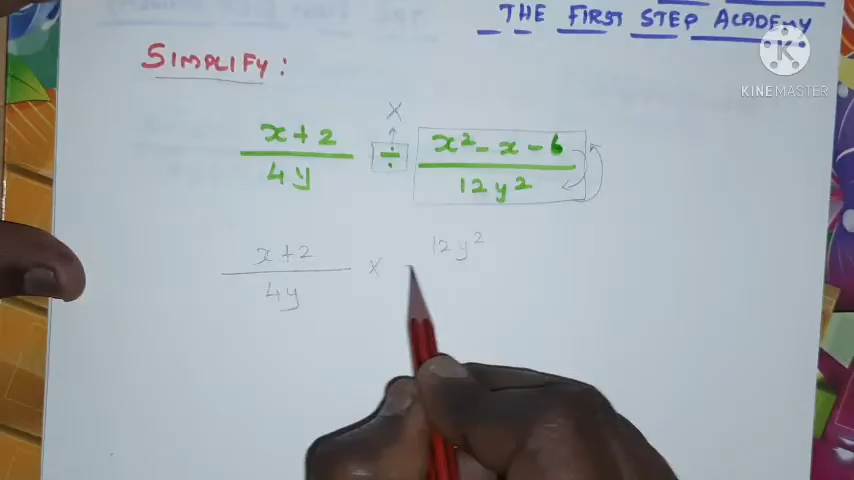 THE FIRST STEP ACADEMY
K
KINEMASTER
SIMPLIFY:
×
x+2 ÷ x²-x-6
4y 12y²
x+2 × 12y²
4y